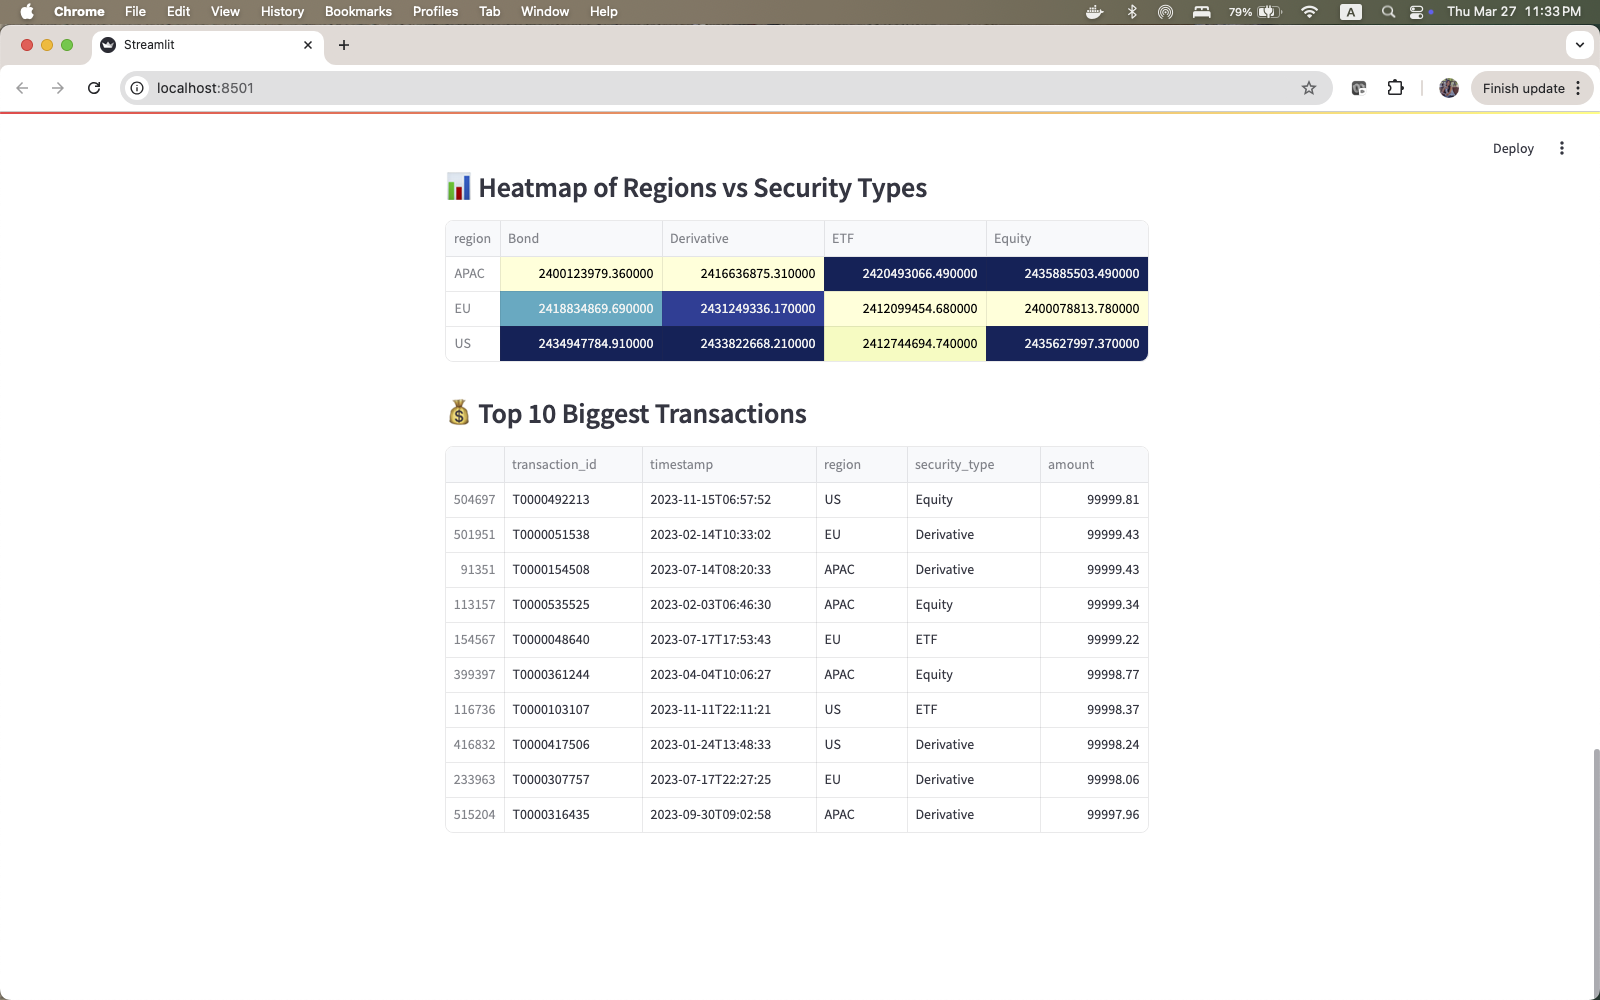 Chrome File Edit View History Bookmarks Profiles Tab Window Help 79% A Thu Mar 27 11:33 PM
Streamlit
localhost:8501 Finish update
Deploy
Heatmap of Regions vs Security Types
region Bond Derivative ETF Equity
APAC 2400123979.360000 2416636875.310000 2420493066.490000 2435885503.490000
EU 2418834869.690000 2431249336.170000 2412099454.680000 2400078813.780000
US 2434947784.910000 2433822668.210000 2412744694.740000 2435627997.370000
Top 10 Biggest Transactions
transaction_id timestamp region security_type amount
504697 T0000492213 2023-11-15T06:57:52 US Equity 99999.81
501951 T0000051538 2023-02-14T10:33:02 EU Derivative 99999.43
91351 T0000154508 2023-07-14T08:20:33 APAC Derivative 99999.43
113157 T0000535525 2023-02-03T06:46:30 APAC Equity 99999.34
154567 T0000048640 2023-07-17T17:53:43 EU ETF 99999.22
399397 T0000361244 2023-04-04T10:06:27 APAC Equity 99998.77
116736 T0000103107 2023-11-11T22:11:21 US ETF 99998.37
416832 T0000417506 2023-01-24T13:48:33 US Derivative 99998.24
233963 T0000307757 2023-07-17T22:27:25 EU Derivative 99998.06
515204 T0000316435 2023-09-30T09:02:58 APAC Derivative 99997.96